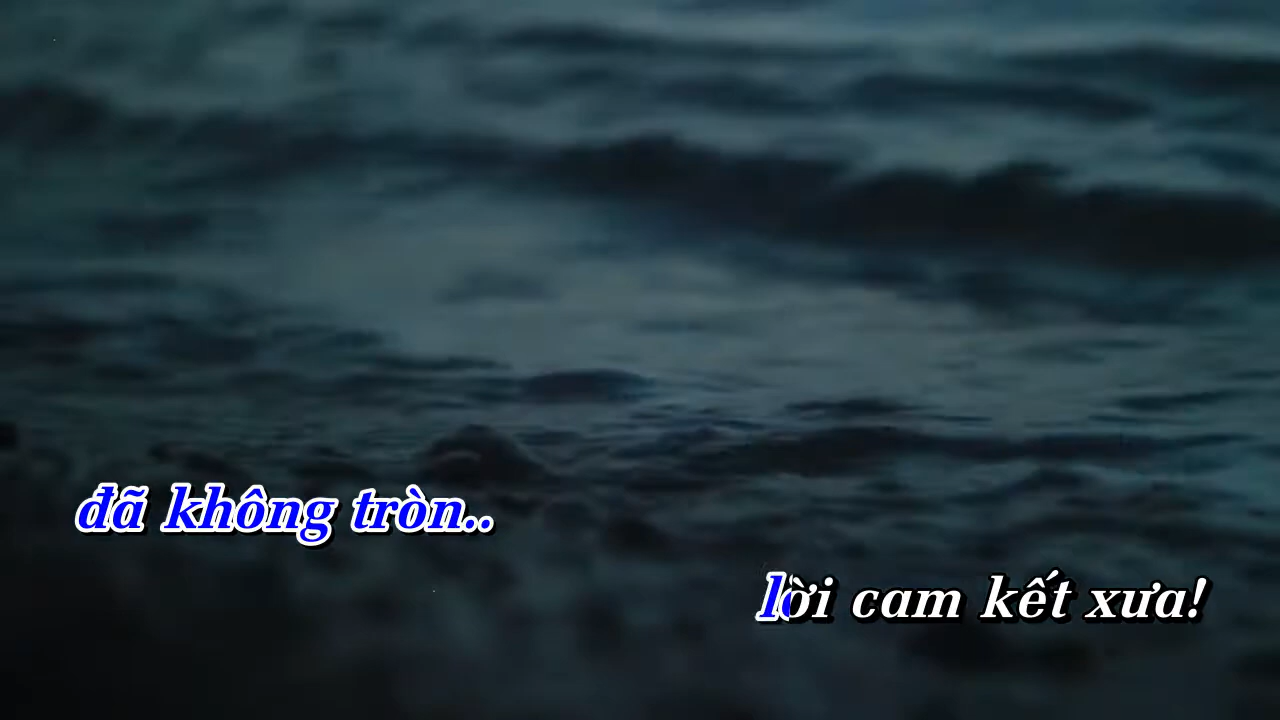 đã không tròn..
lời cam kết xưa!